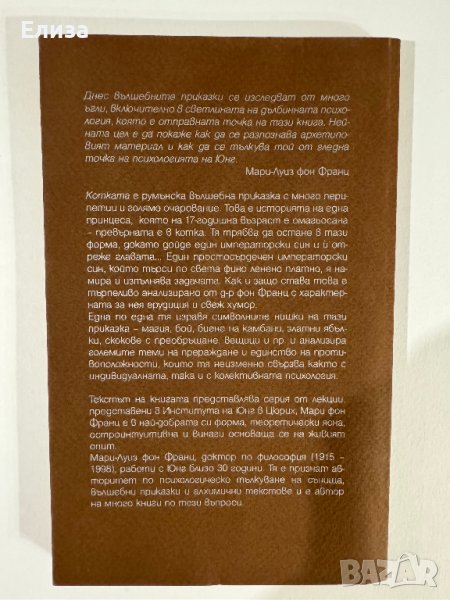 Елиза
Днес вълшебните приказки се изследват от много
ъгли, включително в светлината на дълбинната психо-
логия, която е отправната точка на тази книга. Ней-
ната цел е да покаже как да се разпознава архетипо-
вият материал и как да се тълкува той от гледна
точка на психологията на Юнг.
Мари-Луиз фон Франц
Котката е румънска вълшебна приказка с много пери-
петии и голямо очарование. Това е историята на една
принцеса, която на 17-годишна възраст е омагьосана
- превърната е в котка. Тя трябва да остане в тази
форма, докато дойде един императорски син и ѝ от-
реже главата... Един простосърдечен императорски
син, който търси по света фино ленено платно, я на-
мира и изпълнява задачата. Как и защо става това е
търпеливо анализирано от д-р фон Франц с характер-
ната за нея ерудиция и свеж хумор.
Една по една тя изравя символните нишки на тази
приказка - магия, бой, биене на камбани, златни ябъл-
ки, скокове с преобръщане, вещици и пр. и анализира
големите теми на прераждане и единство на проти-
воположности, които тя неизменно свързва както с
индивидуалната, така и с колективната психология.
Текстът на книгата представлява серия от лекции,
представени в Института на Юнг в Цюрих, Мари фон
Франц е в най-добрата си форма, теоретически ясна,
остроинтуитивна и винаги основаваща се на живият
опит.
Мари-Луиз фон Франц, доктор по философия (1915 -
1998), работи с Юнг близо 30 години. Тя е признат ав-
торитет по психологическо тълкуване на сънища,
вълшебни приказки и алхимични текстове и е автор
на много книги по тези въпроси.
BAZAR